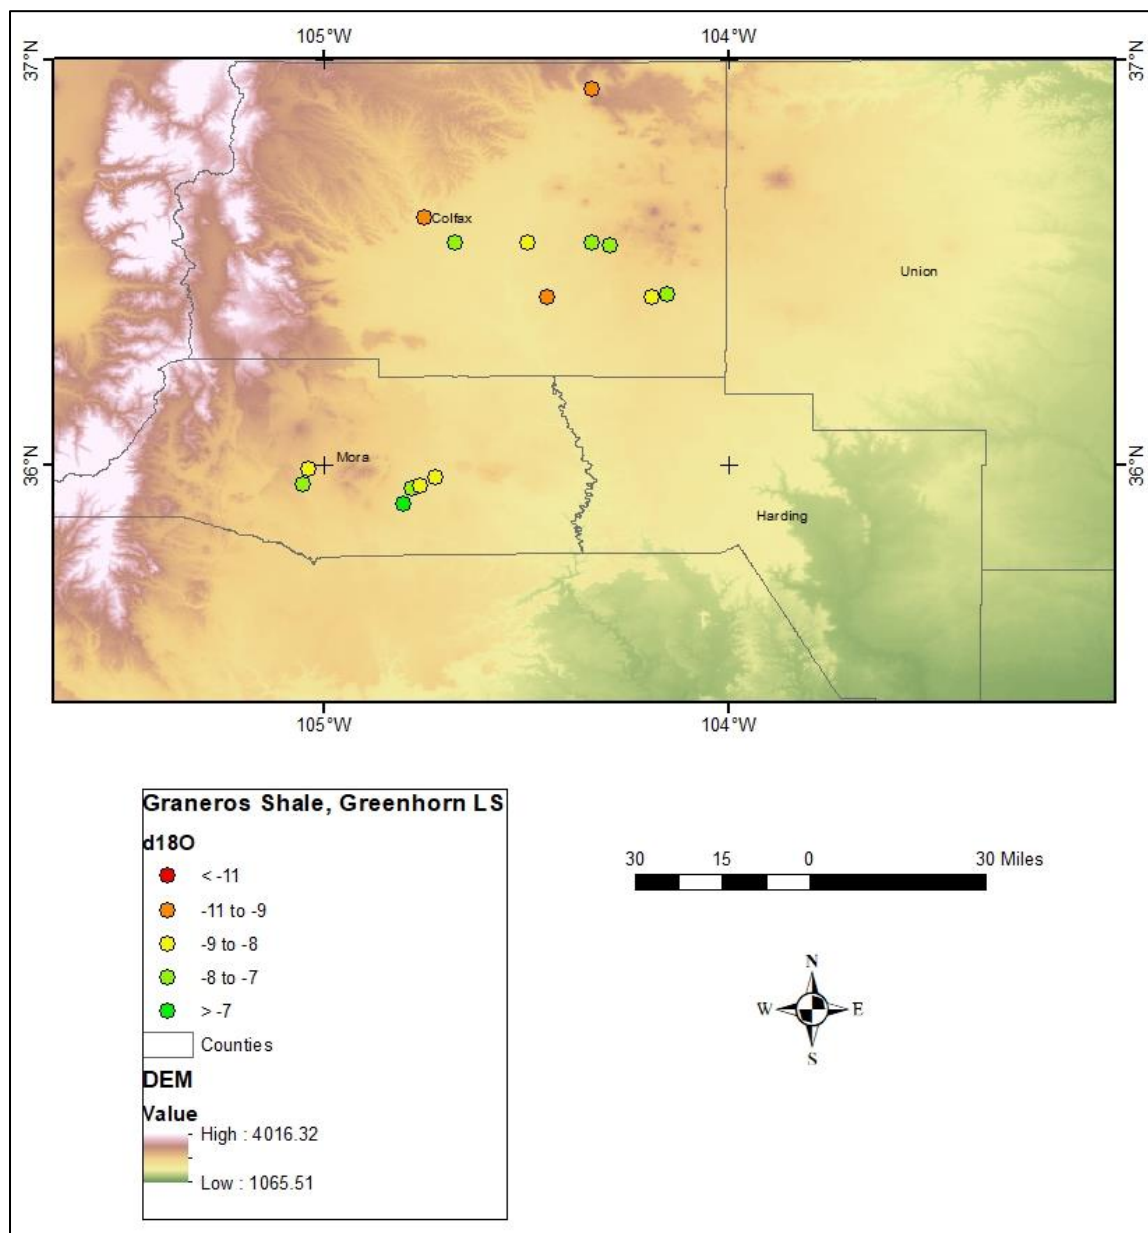 105°W 104°W
37°N 37°N
Colfax
Union
36°N Mora 36°N
Harding
105°W 104°W
Graneros Shale, Greenhorn LS
d18O
< -11
-11 to -9
-9 to -8
-8 to -7
> -7
Counties
DEM
Value
High : 4016.32
Low : 1065.51
30 15 0 30 Miles
N
W E
S